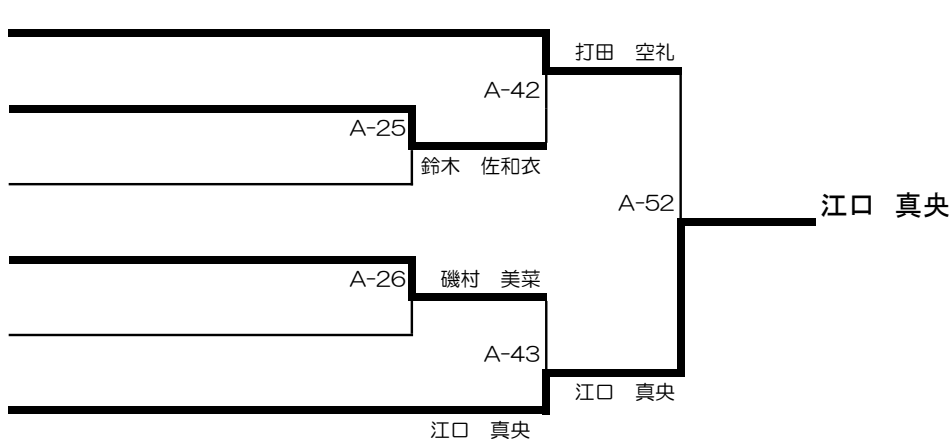 打田　空礼
A-42
A-25
鈴木　佐和衣
A-52
江口　真央
A-26
磯村　美菜
A-43
江口　真央
江口　真央